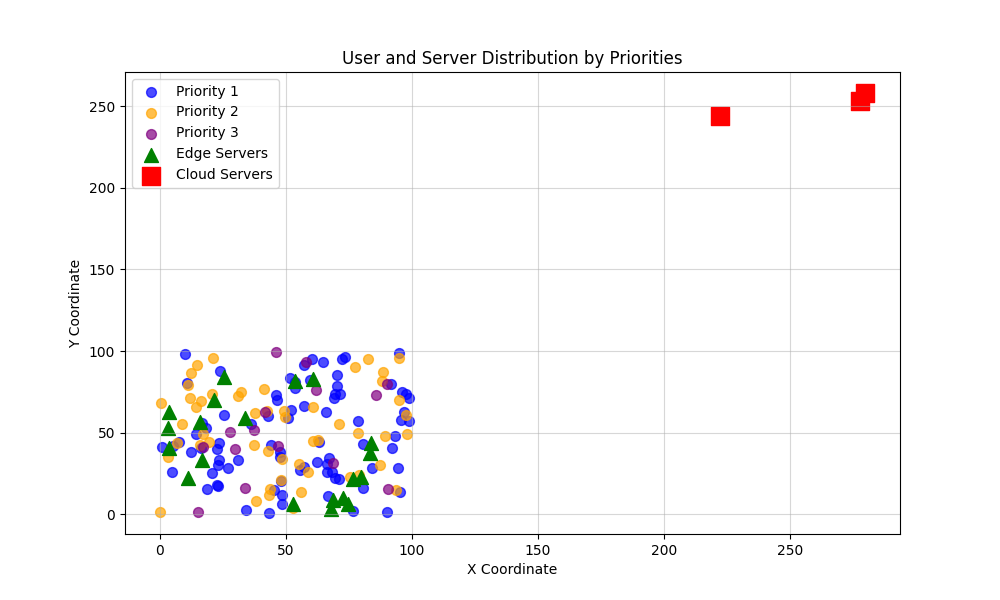 User and Server Distribution by Priorities
Priority 1
Priority 2
Priority 3
Edge Servers
Cloud Servers
Y Coordinate
250
200
150
100
50
0
0 50 100 150 200 250
X Coordinate